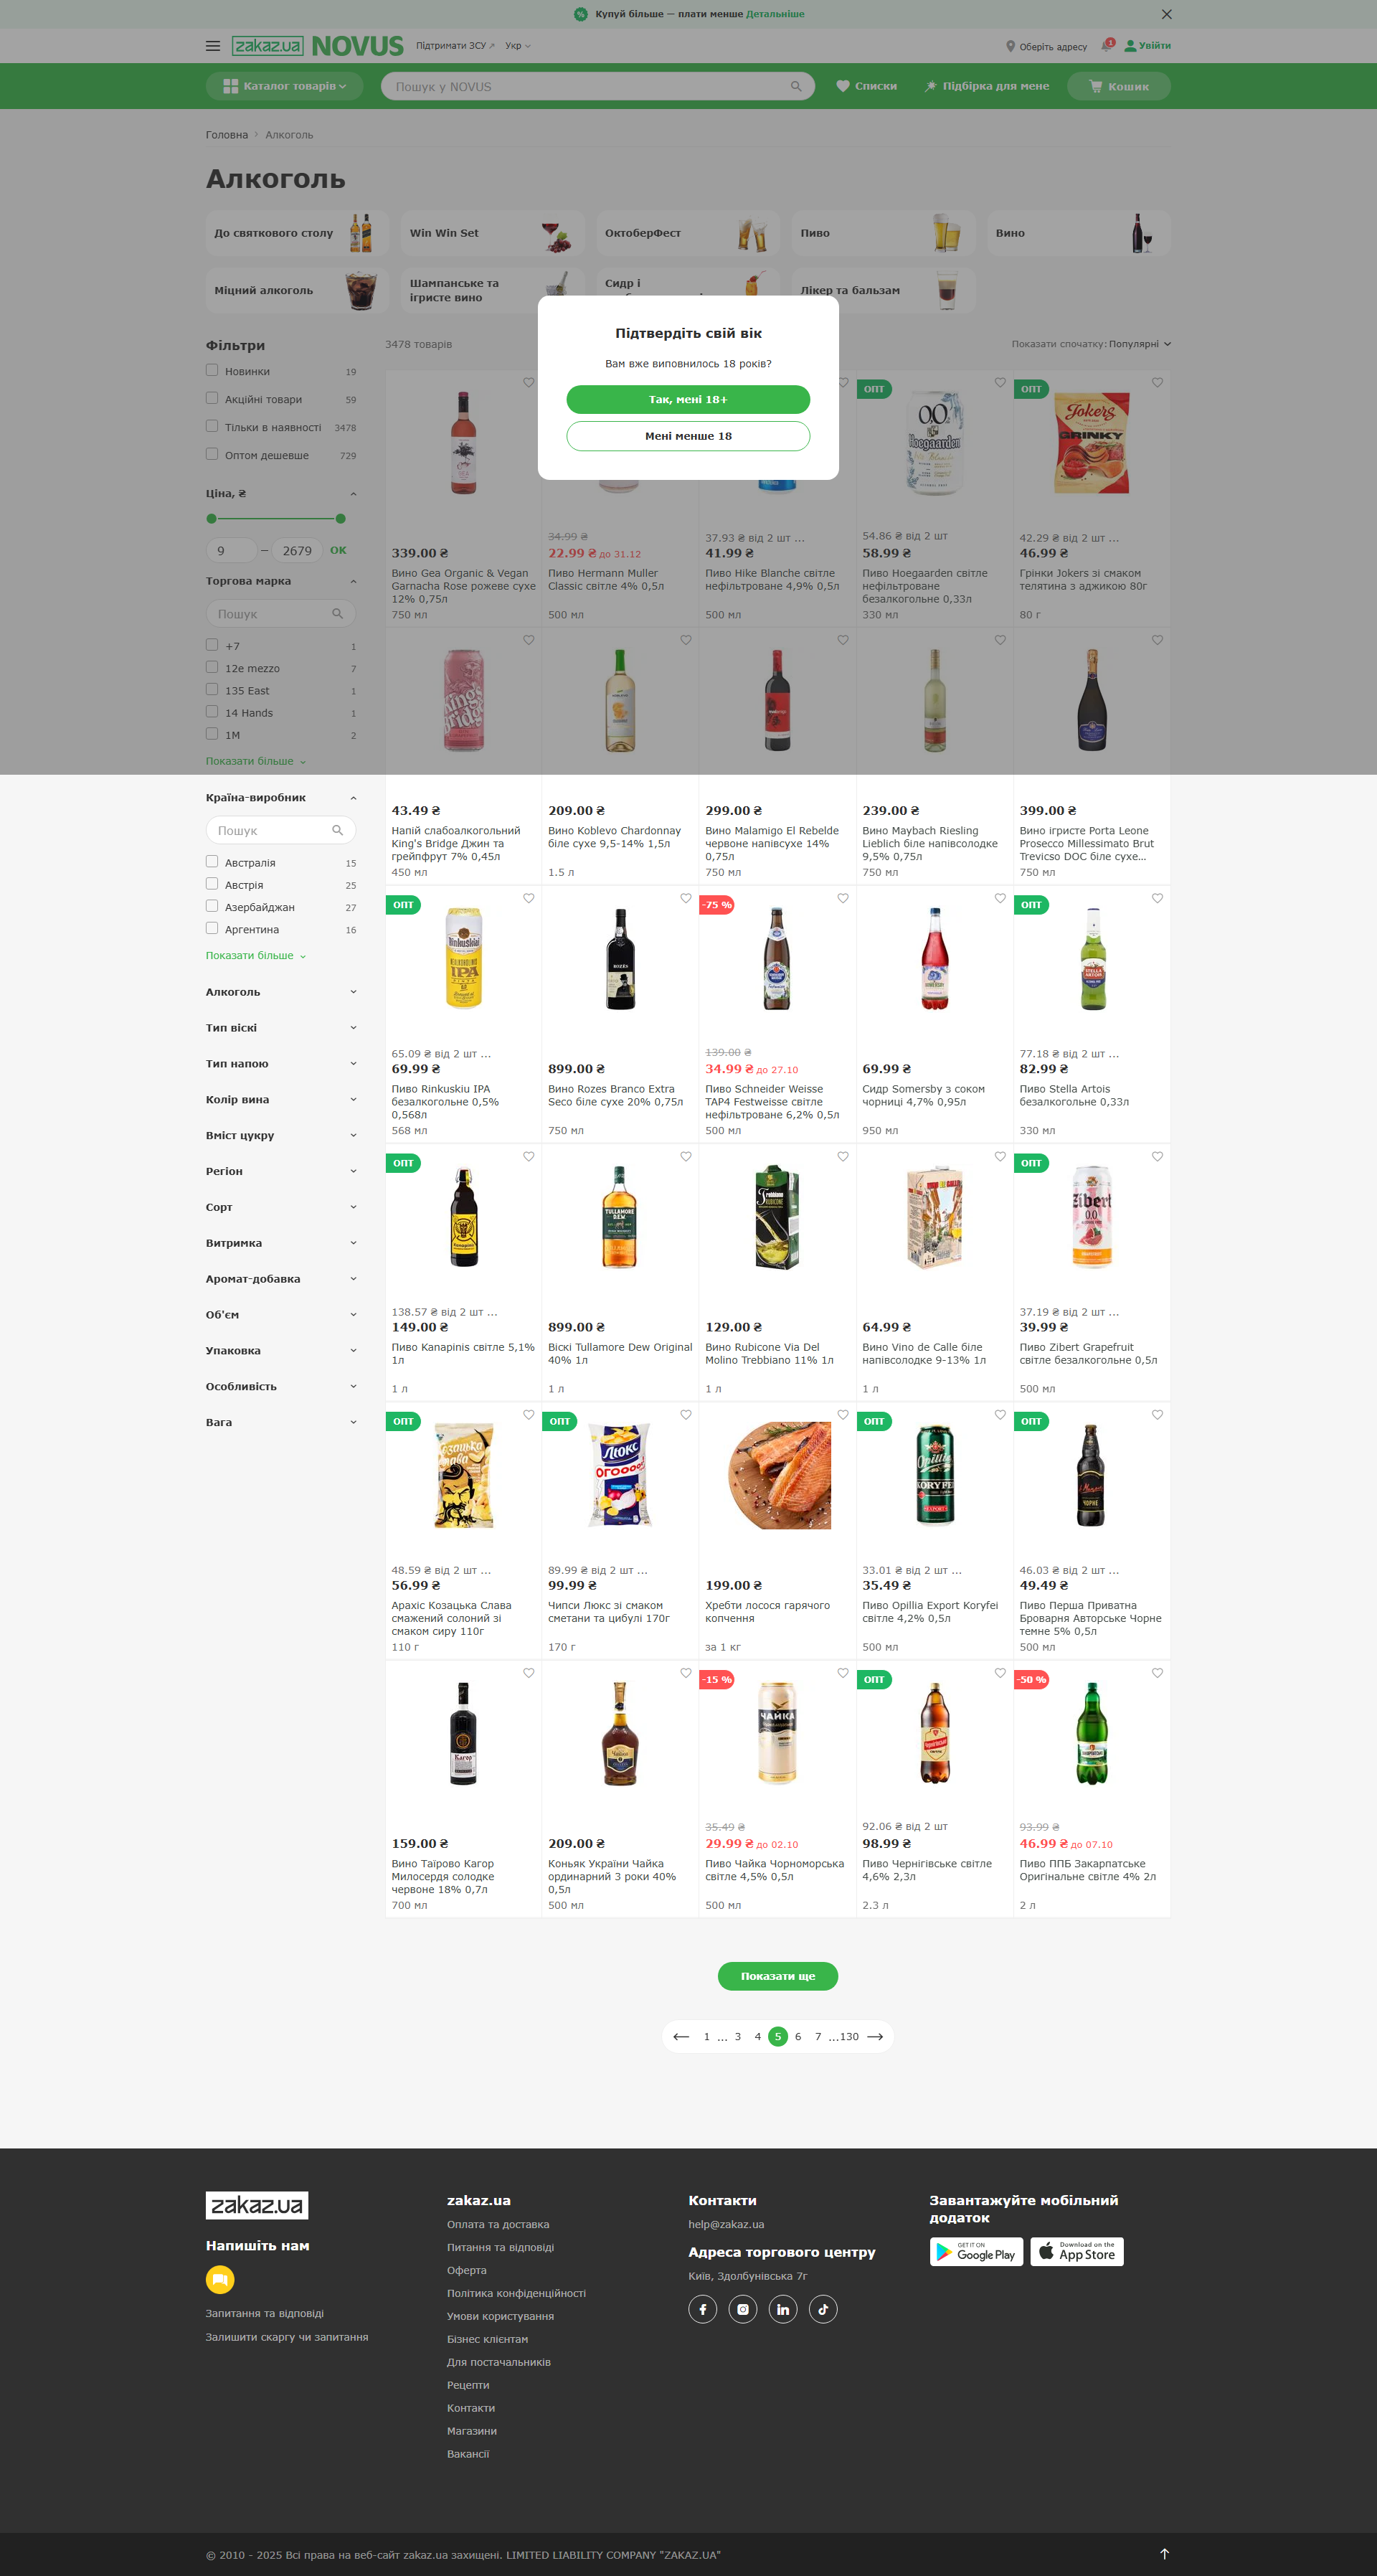 Купуй більше — плати менше Детальніше
zakaz.ua NOVUS Підтримати ЗСУ Укр Оберіть адресу 1 Увійти
Каталог товарів Пошук у NOVUS Списки Підбірка для мене Кошик
Головна Алкоголь
Алкоголь
До святкового столу Win Win Set ОктоберФест Пиво Вино
Міцний алкоголь Шампанське та ігристе вино Сидр і Лікер та бальзам
Підтвердіть свій вік
Вам вже виповнилось 18 років?
Так, мені 18+
Мені менше 18
Фільтри
Новинки 19
Акційні товари 59
Тільки в наявності 3478
Оптом дешевше 729
Ціна, ₴
9 – 2679 OK
Торгова марка
Пошук
+7 1
12e mezzo 7
135 East 1
14 Hands 1
1M 2
Показати більше
Країна-виробник
Пошук
Австралія 15
Австрія 25
Азербайджан 27
Аргентина 16
Показати більше
Алкоголь
Тип віскі
Тип напою
Колір вина
Вміст цукру
Регіон
Сорт
Витримка
Аромат-добавка
Об'єм
Упаковка
Особливість
Вага
3478 товарів Показати спочатку: Популярні
339.00 ₴
Вино Gea Organic & Vegan
Garnacha Rose рожеве сухе
12% 0,75л
750 мл
34.99 ₴
22.99 ₴ до 31.12
Пиво Hermann Muller
Classic світле 4% 0,5л
500 мл
37.93 ₴ від 2 шт ...
41.99 ₴
Пиво Hike Blanche світле
нефільтроване 4,9% 0,5л
500 мл
ОПТ
0,0
Hoegaarden
54.86 ₴ від 2 шт
58.99 ₴
Пиво Hoegaarden світле
нефільтроване
безалкогольне 0,33л
330 мл
ОПТ
Jokers
GRINKY
42.29 ₴ від 2 шт ...
46.99 ₴
Грінки Jokers зі смаком
телятина з аджикою 80г
80 г
43.49 ₴
Напій слабоалкогольний
King's Bridge Джин та
грейпфрут 7% 0,45л
450 мл
209.00 ₴
Вино Koblevo Chardonnay
біле сухе 9,5-14% 1,5л
1.5 л
299.00 ₴
Вино Malamigo El Rebelde
червоне напівсухе 14%
0,75л
750 мл
239.00 ₴
Вино Maybach Riesling
Lieblich біле напівсолодке
9,5% 0,75л
750 мл
399.00 ₴
Вино ігристе Porta Leone
Prosecco Millessimato Brut
Trevicso DOC біле сухе...
750 мл
ОПТ
Rinkuskiai
IPA
65.09 ₴ від 2 шт ...
69.99 ₴
Пиво Rinkuskiu IPA
безалкогольне 0,5%
0,568л
568 мл
ROZÈS
899.00 ₴
Вино Rozes Branco Extra
Seco біле сухе 20% 0,75л
750 мл
-75 %
139.00 ₴
34.99 ₴ до 27.10
Пиво Schneider Weisse
TAP4 Festweisse світле
нефільтроване 6,2% 0,5л
500 мл
69.99 ₴
Сидр Somersby з соком
чорниці 4,7% 0,95л
950 мл
ОПТ
STELLA
ARTOIS
77.18 ₴ від 2 шт ...
82.99 ₴
Пиво Stella Artois
безалкогольне 0,33л
330 мл
ОПТ
138.57 ₴ від 2 шт ...
149.00 ₴
Пиво Kanapinis світле 5,1%
1л
1 л
TULLAMORE
D.E.W.
899.00 ₴
Віскі Tullamore Dew Original
40% 1л
1 л
Trebbiano
RUBICONE
129.00 ₴
Вино Rubicone Via Del
Molino Trebbiano 11% 1л
1 л
64.99 ₴
Вино Vino de Calle біле
напівсолодке 9-13% 1л
1 л
ОПТ
Zibert
0.0
37.19 ₴ від 2 шт ...
39.99 ₴
Пиво Zibert Grapefruit
світле безалкогольне 0,5л
500 мл
ОПТ
48.59 ₴ від 2 шт ...
56.99 ₴
Арахіс Козацька Слава
смажений солоний зі
смаком сиру 110г
110 г
ОПТ
Люкс
89.99 ₴ від 2 шт ...
99.99 ₴
Чипси Люкс зі смаком
сметани та цибулі 170г
170 г
199.00 ₴
Хребти лосося гарячого
копчення
за 1 кг
ОПТ
Opillia
KORYFEI
EXPORT
33.01 ₴ від 2 шт ...
35.49 ₴
Пиво Opillia Export Koryfei
світле 4,2% 0,5л
500 мл
ОПТ
ЧОРНЕ
46.03 ₴ від 2 шт ...
49.49 ₴
Пиво Перша Приватна
Броварня Авторське Чорне
темне 5% 0,5л
500 мл
Кагор
159.00 ₴
Вино Таірово Кагор
Милосердя солодке
червоне 18% 0,7л
700 мл
209.00 ₴
Коньяк України Чайка
ординарний 3 роки 40%
0,5л
500 мл
-15 %
ЧАЙКА
35.49 ₴
29.99 ₴ до 02.10
Пиво Чайка Чорноморська
світле 4,5% 0,5л
500 мл
ОПТ
92.06 ₴ від 2 шт
98.99 ₴
Пиво Чернігівське світле
4,6% 2,3л
2.3 л
-50 %
93.99 ₴
46.99 ₴ до 07.10
Пиво ППБ Закарпатське
Оригінальне світле 4% 2л
2 л
Показати ще
1 ... 3 4 5 6 7 ...130
zakaz.ua
Напишіть нам
Запитання та відповіді
Залишити скаргу чи запитання
zakaz.ua
Оплата та доставка
Питання та відповіді
Оферта
Політика конфіденційності
Умови користування
Бізнес клієнтам
Для постачальників
Рецепти
Контакти
Магазини
Вакансії
Контакти
help@zakaz.ua
Адреса торгового центру
Київ, Здолбунівська 7г
Завантажуйте мобільний
додаток
GET IT ON
Google Play
Download on the
App Store
© 2010 - 2025 Всі права на веб-сайт zakaz.ua захищені. LIMITED LIABILITY COMPANY "ZAKAZ.UA"